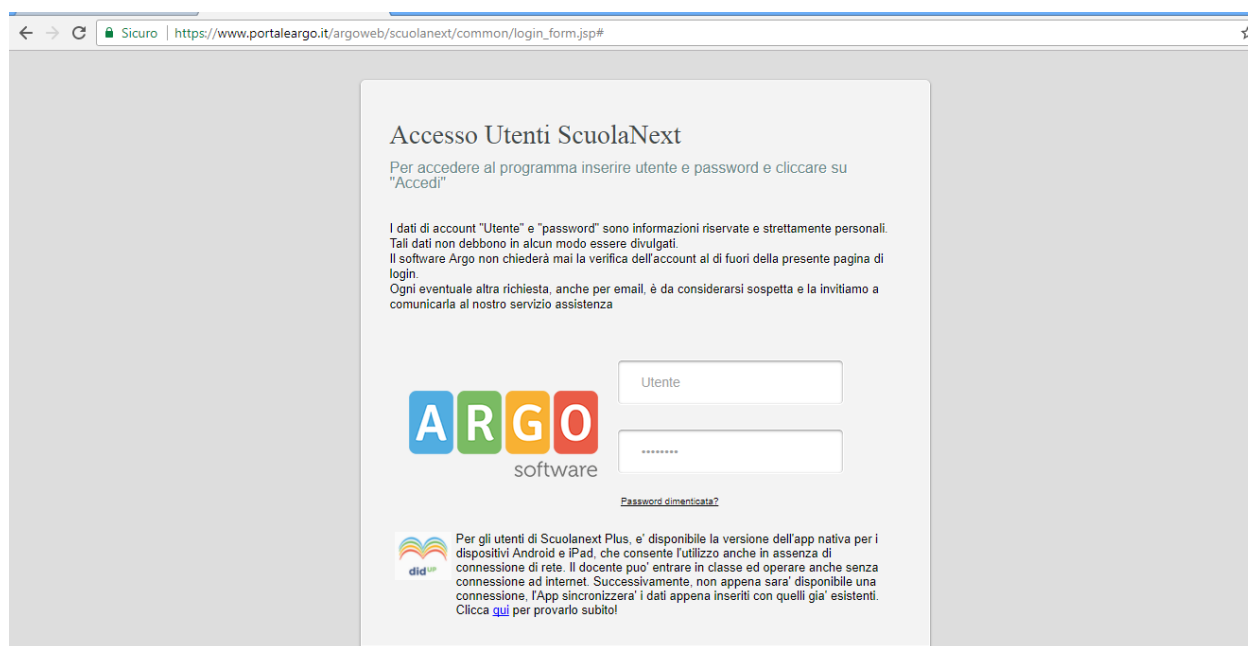 Sicuro | https://www.portaleargo.it/argoweb/scuolanext/common/login_form.jsp#
Accesso Utenti ScuolaNext
Per accedere al programma inserire utente e password e cliccare su
"Accedi"
I dati di account "Utente" e "password" sono informazioni riservate e strettamente personali.
Tali dati non debbono in alcun modo essere divulgati.
Il software Argo non chiederà mai la verifica dell'account al di fuori della presente pagina di
login.
Ogni eventuale altra richiesta, anche per email, è da considerarsi sospetta e la invitiamo a
comunicarla al nostro servizio assistenza
Utente
ARGO
software
••••••••
Password dimenticata?
did UP
Per gli utenti di Scuolanext Plus, e' disponibile la versione dell'app nativa per i
dispositivi Android e iPad, che consente l'utilizzo anche in assenza di
connessione di rete. Il docente puo' entrare in classe ed operare anche senza
connessione ad internet. Successivamente, non appena sara' disponibile una
connessione, l'App sincronizzera' i dati appena inseriti con quelli gia' esistenti.
Clicca qui per provarlo subito!